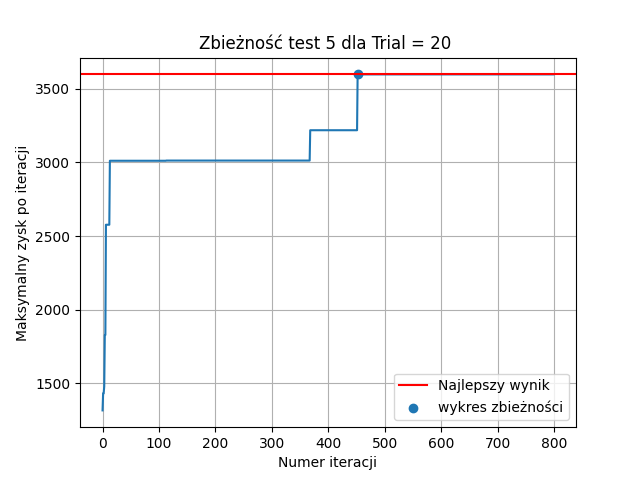 Zbieżność test 5 dla Trial = 20
Maksymalny zysk po iteracji
3500
3000
2500
2000
1500
0 100 200 300 400 500 600 700 800
Numer iteracji
Najlepszy wynik
wykres zbieżności